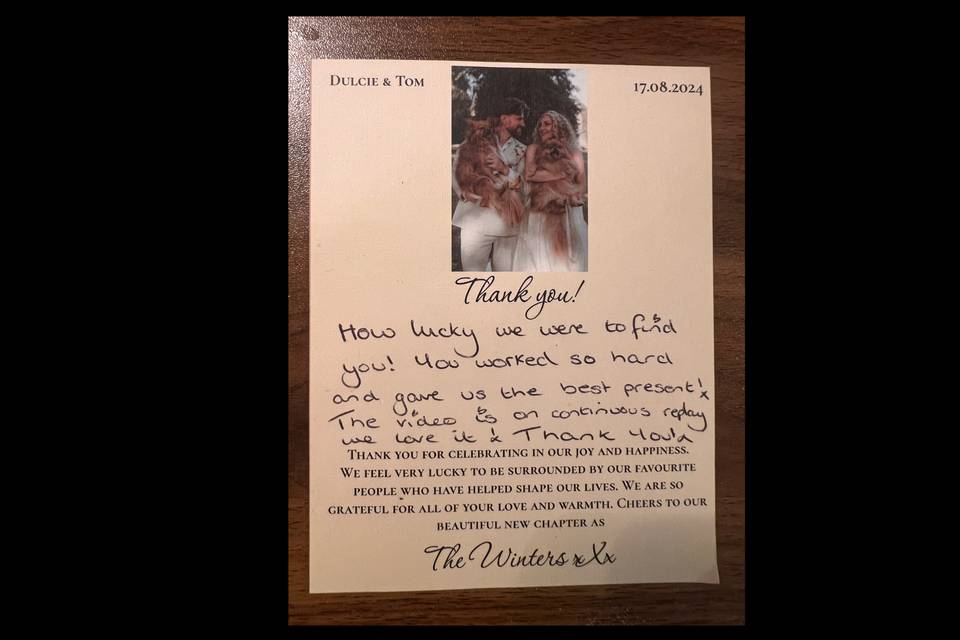 Dulcie & Tom
17.08.2024
Thank you!
How lucky we were to find
you! You worked so hard
and gave us the best present! x
The video is on continuous replay
we love it & Thank You! x
Thank you for celebrating in our joy and happiness.
We feel very lucky to be surrounded by our favourite
people who have helped shape our lives. We are so
grateful for all of your love and warmth. Cheers to our
beautiful new chapter as
The Winters xXx